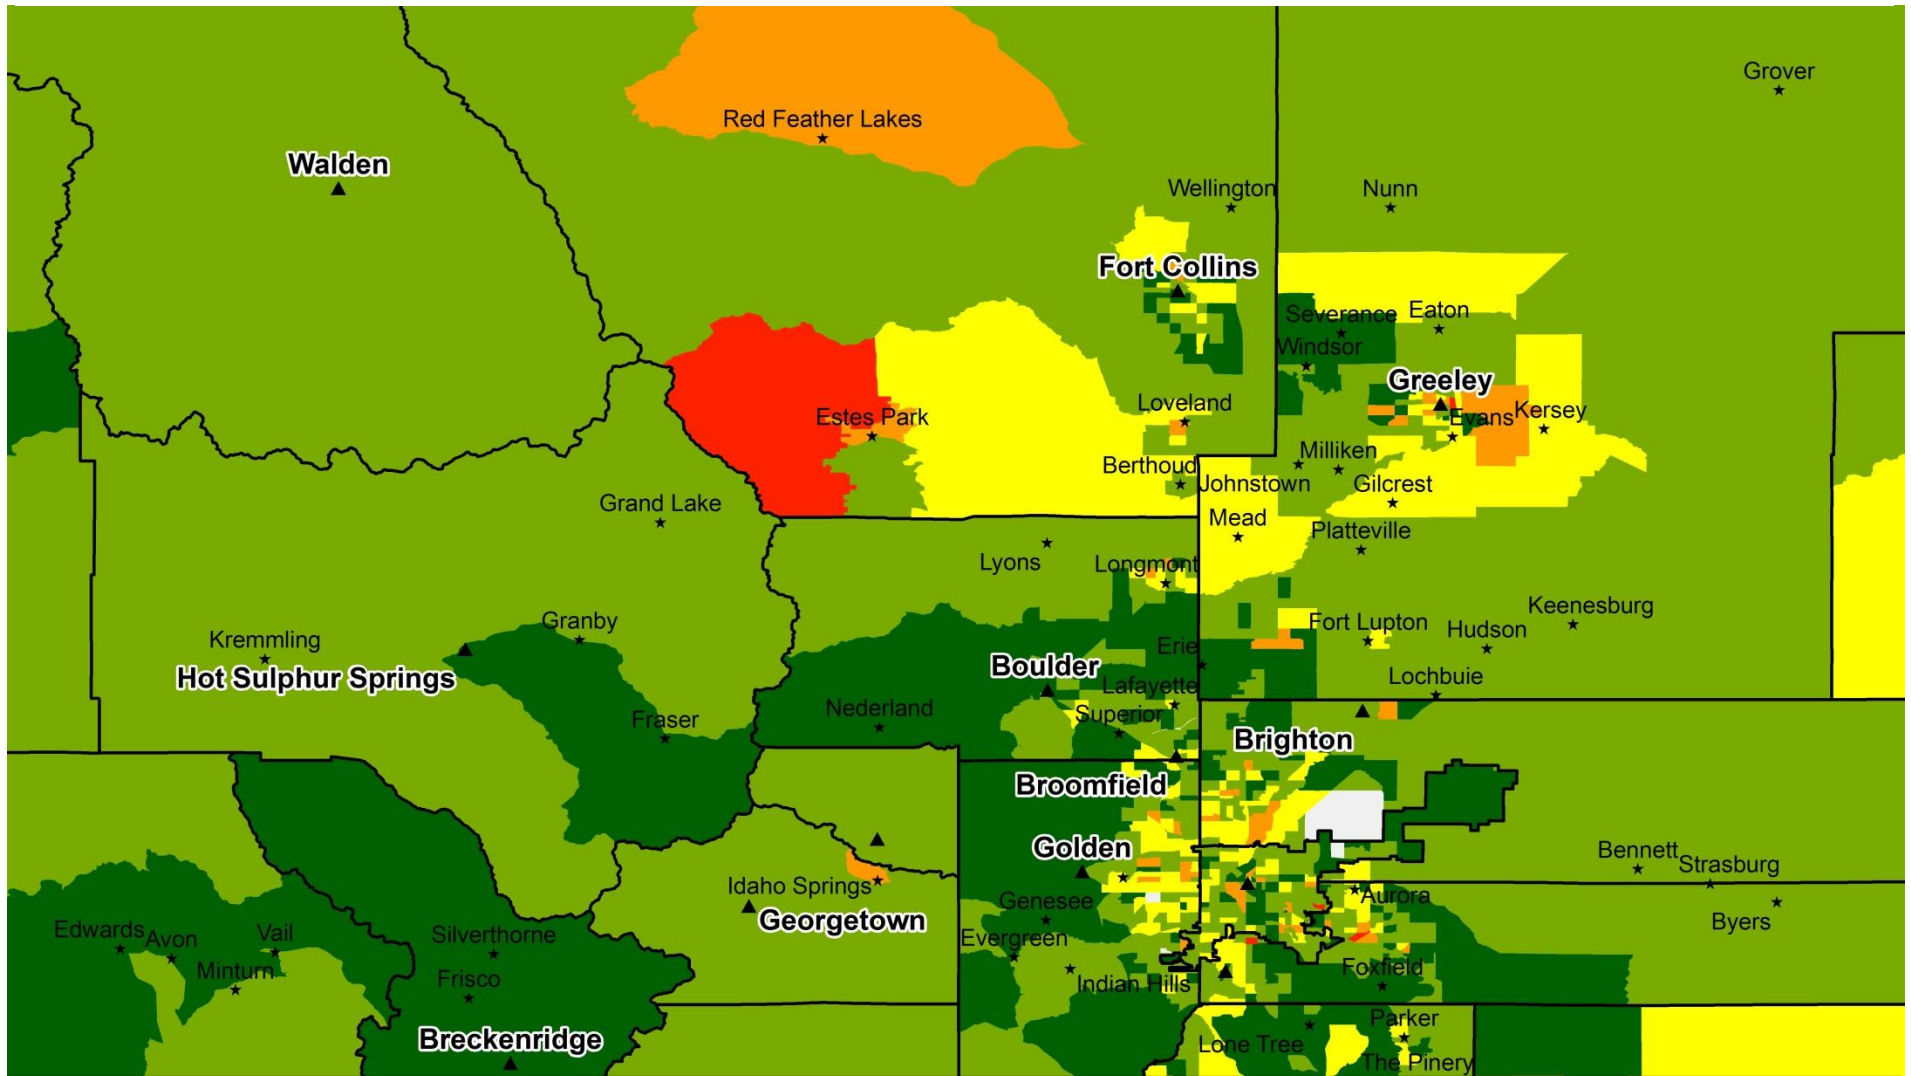 Grover
Red Feather Lakes
Walden
Wellington
Nunn
Fort Collins
Severance
Eaton
Windsor
Greeley
Loveland
Estes Park
Evans
Kersey
Milliken
Berthoud
Johnstown
Gilcrest
Grand Lake
Mead
Platteville
Lyons
Longmont
Keenesburg
Granby
Fort Lupton
Hudson
Kremmling
Erie
Boulder
Hot Sulphur Springs
Lafayette
Lochbuie
Nederland
Superior
Fraser
Brighton
Broomfield
Golden
Bennett
Strasburg
Idaho Springs
Aurora
Genesee
Georgetown
Byers
Edwards
Avon
Vail
Silverthorne
Evergreen
Minturn
Frisco
Foxfield
Indian Hills
Parker
Breckenridge
Lone Tree
The Pinery